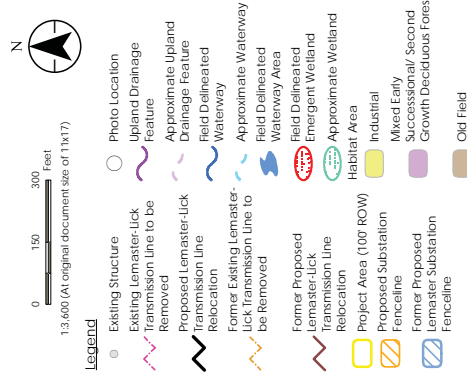 N
0 150 300
Feet
1:3,600 (At original document size of 11x17)
Legend
Existing Structure
Existing Lemaster-Lick
Transmission Line to be
Removed
Proposed Lemaster-Lick
Transmission Line
Relocation
Former Existing Lemaster-
Lick Transmission Line to
be Removed
Former Proposed
Lemaster-Lick
Transmission Line
Relocation
Project Area (100' ROW)
Proposed Substation
Fenceline
Former Proposed
Lemaster Substation
Fenceline
Photo Location
Upland Drainage
Feature
Approximate Upland
Drainage Feature
Field Delineated
Waterway
Approximate Waterway
Field Delineated
Waterway Area
Field Delineated
Emergent Wetland
Approximate Wetland
Habitat Area
Industrial
Mixed Early
Successsional/ Second
Growth Deciduous Fores
Old Field